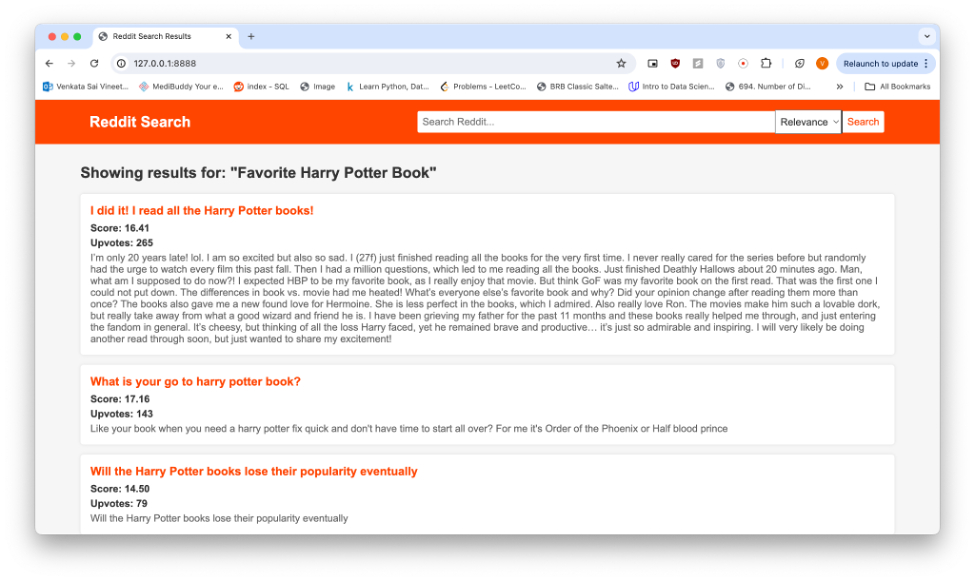 Reddit Search Results
127.0.0.1:8888
Relaunch to update
Venkata Sai Vineet... MediBuddy Your e... index - SQL Image Learn Python, Dat... Problems - LeetCo... BRB Classic Salte... Intro to Data Scien... 694. Number of Di... All Bookmarks
Reddit Search Search Reddit... Relevance Search
Showing results for: "Favorite Harry Potter Book"
I did it! I read all the Harry Potter books!
Score: 16.41
Upvotes: 265
I'm only 20 years late! lol. I am so excited but also so sad. I (27f) just finished reading all the books for the very first time. I never really cared for the series before but randomly
had the urge to watch every film this past fall. Then I had a million questions, which led to me reading all the books. Just finished Deathly Hallows about 20 minutes ago. Man,
what am I supposed to do now?! I expected HBP to be my favorite book, as I really enjoy that movie. But think GoF was my favorite book on the first read. That was the first one I
could not put down. The differences in book vs. movie had me heated! What's everyone else's favorite book and why? Did your opinion change after reading them more than
once? The books also gave me a new found love for Hermoine. She is less perfect in the books, which I admired. Also really love Ron. The movies make him such a lovable dork,
but really take away from what a good wizard and friend he is. I have been grieving my father for the past 11 months and these books really helped me through, and just entering
the fandom in general. It's cheesy, but thinking of all the loss Harry faced, yet he remained brave and productive… it's just so admirable and inspiring. I will very likely be doing
another read through soon, but just wanted to share my excitement!
What is your go to harry potter book?
Score: 17.16
Upvotes: 143
Like your book when you need a harry potter fix quick and don't have time to start all over? For me it's Order of the Phoenix or Half blood prince
Will the Harry Potter books lose their popularity eventually
Score: 14.50
Upvotes: 79
Will the Harry Potter books lose their popularity eventually